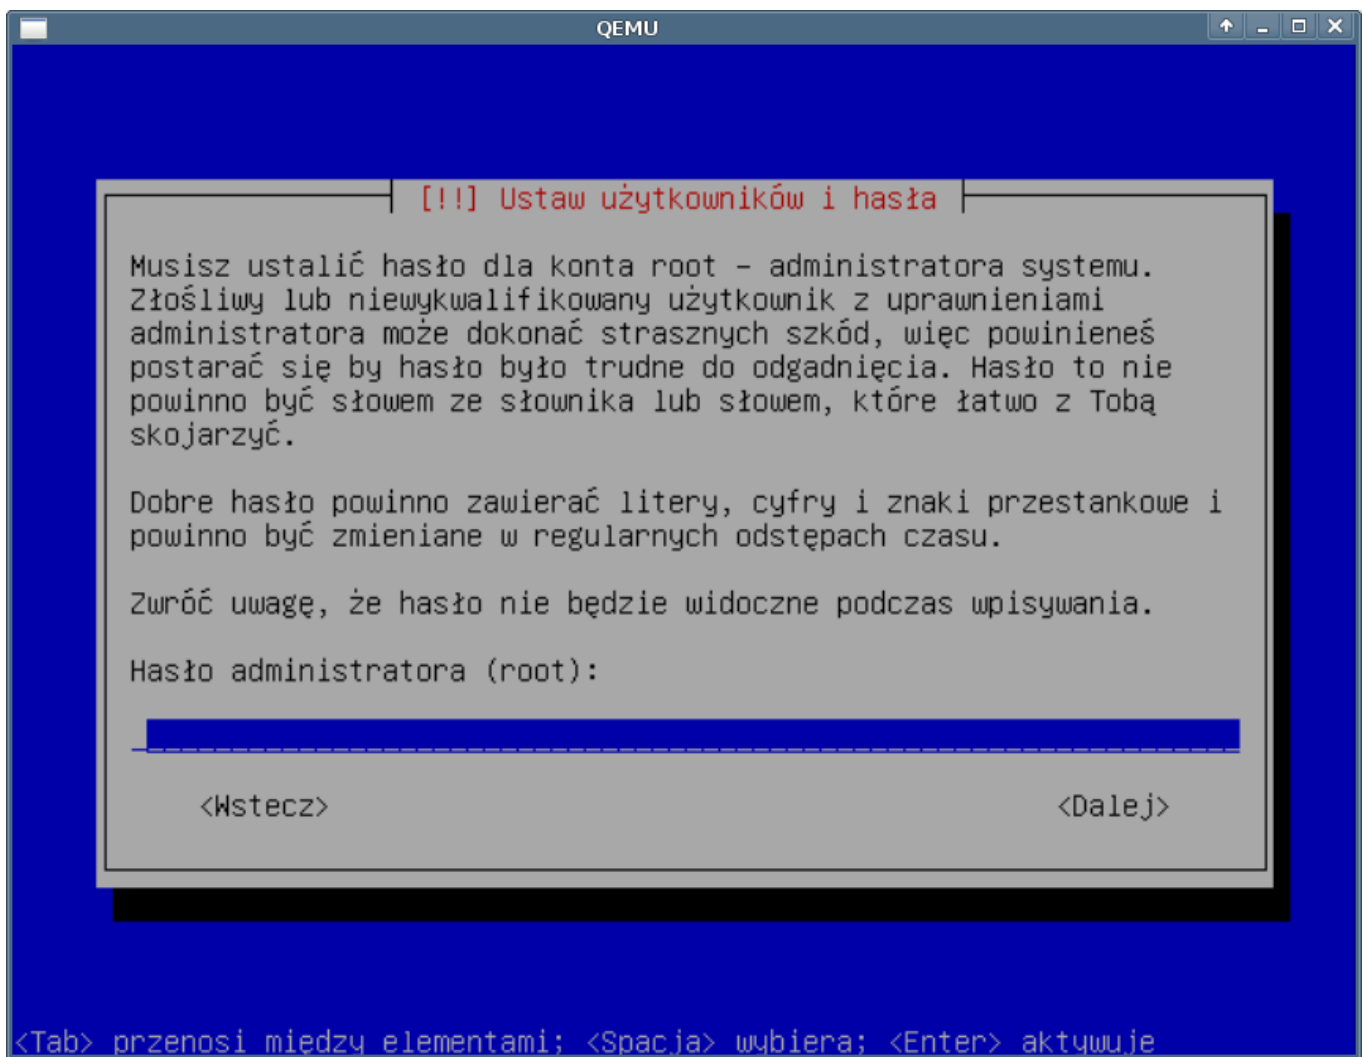 QEMU
[!!] Ustaw użytkowników i hasła
Musisz ustalić hasło dla konta root – administratora systemu.
Złośliwy lub niewykwalifikowany użytkownik z uprawnieniami
administratora może dokonać strasznych szkód, więc powinieneś
postarać się by hasło było trudne do odgadnięcia. Hasło to nie
powinno być słowem ze słownika lub słowem, które łatwo z Tobą
skojarzyć.
Dobre hasło powinno zawierać litery, cyfry i znaki przestankowe i
powinno być zmieniane w regularnych odstępach czasu.
Zwróć uwagę, że hasło nie będzie widoczne podczas wpisywania.
Hasło administratora (root):
<Wstecz> <Dalej>
<Tab> przenosi między elementami; <Spacja> wybiera; <Enter> aktywuje